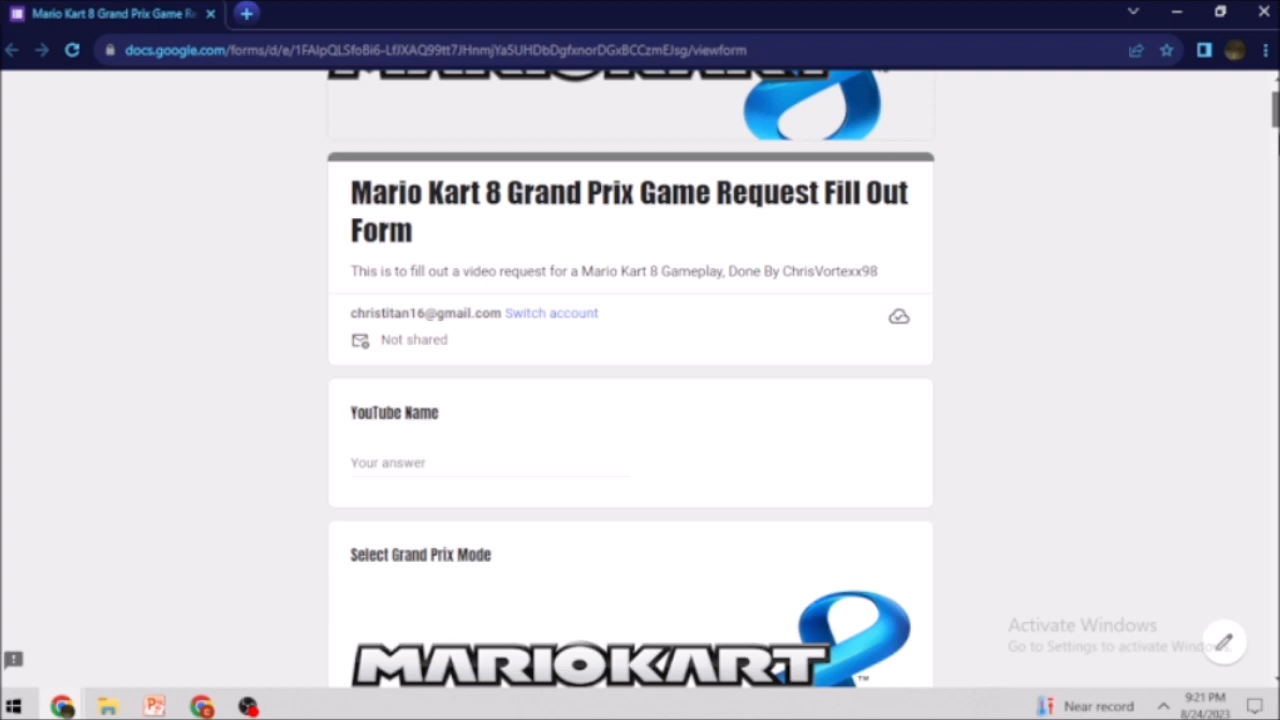 Mario Kart 8 Grand Prix Game Re
docs.google.com/forms/d/e/1FAIpQLSfoBi6-LfJXAQ99tt7JHnmjYa5UHDbDgfxnorDGxBCCzmEJsg/viewform
MARIOKART
Mario Kart 8 Grand Prix Game Request Fill Out
Form
This is to fill out a video request for a Mario Kart 8 Gameplay, Done By ChrisVortexx98
christitan16@gmail.com Switch account
Not shared
YouTube Name
Your answer
Select Grand Prix Mode
MARIOKART 8 ™
Activate Windows
Go to Settings to activate Windows.
Near record
9:21 PM
8/24/2023